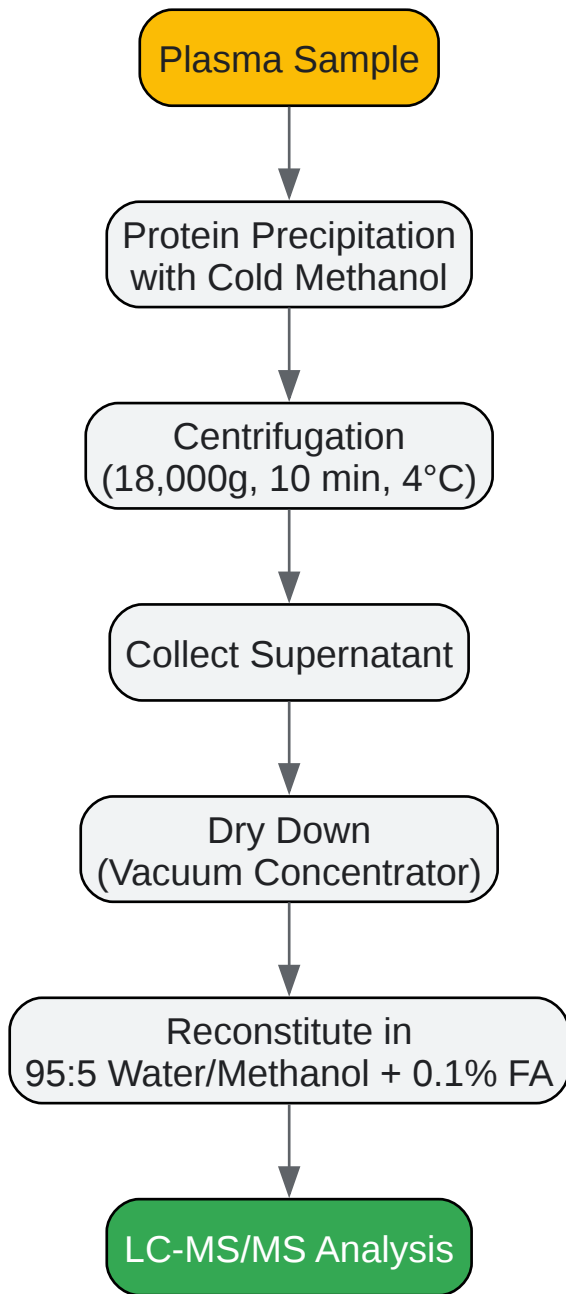 Plasma Sample
Protein Precipitation
with Cold Methanol
Centrifugation
(18,000g, 10 min, 4°C)
Collect Supernatant
Dry Down
(Vacuum Concentrator)
Reconstitute in
95:5 Water/Methanol + 0.1% FA
LC-MS/MS Analysis